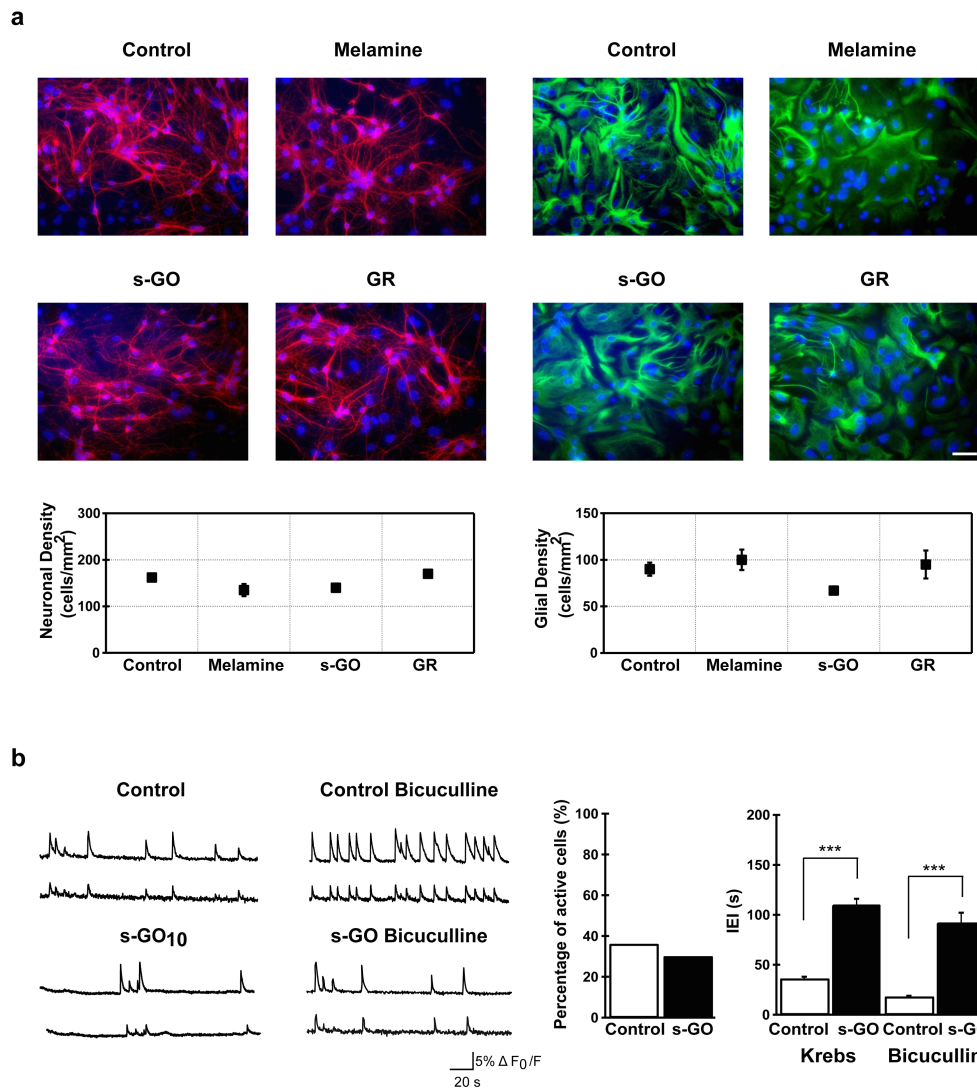 a
Control Melamine Control Melamine
s-GO GR s-GO GR
Neuronal Density
(cells/mm²)
300
200
100
0
Control Melamine s-GO GR
Glial Density
(cells/mm²)
150
100
50
0
Control Melamine s-GO GR
b
Control Control Bicuculline
s-GO10 s-GO Bicuculline
5% Δ F0/F
20 s
Percentage of active cells (%)
100
80
60
40
20
0
Control s-GO
IEI (s)
200
150
100
50
0
***
***
Control s-GO Control s-G
Krebs Bicucullin